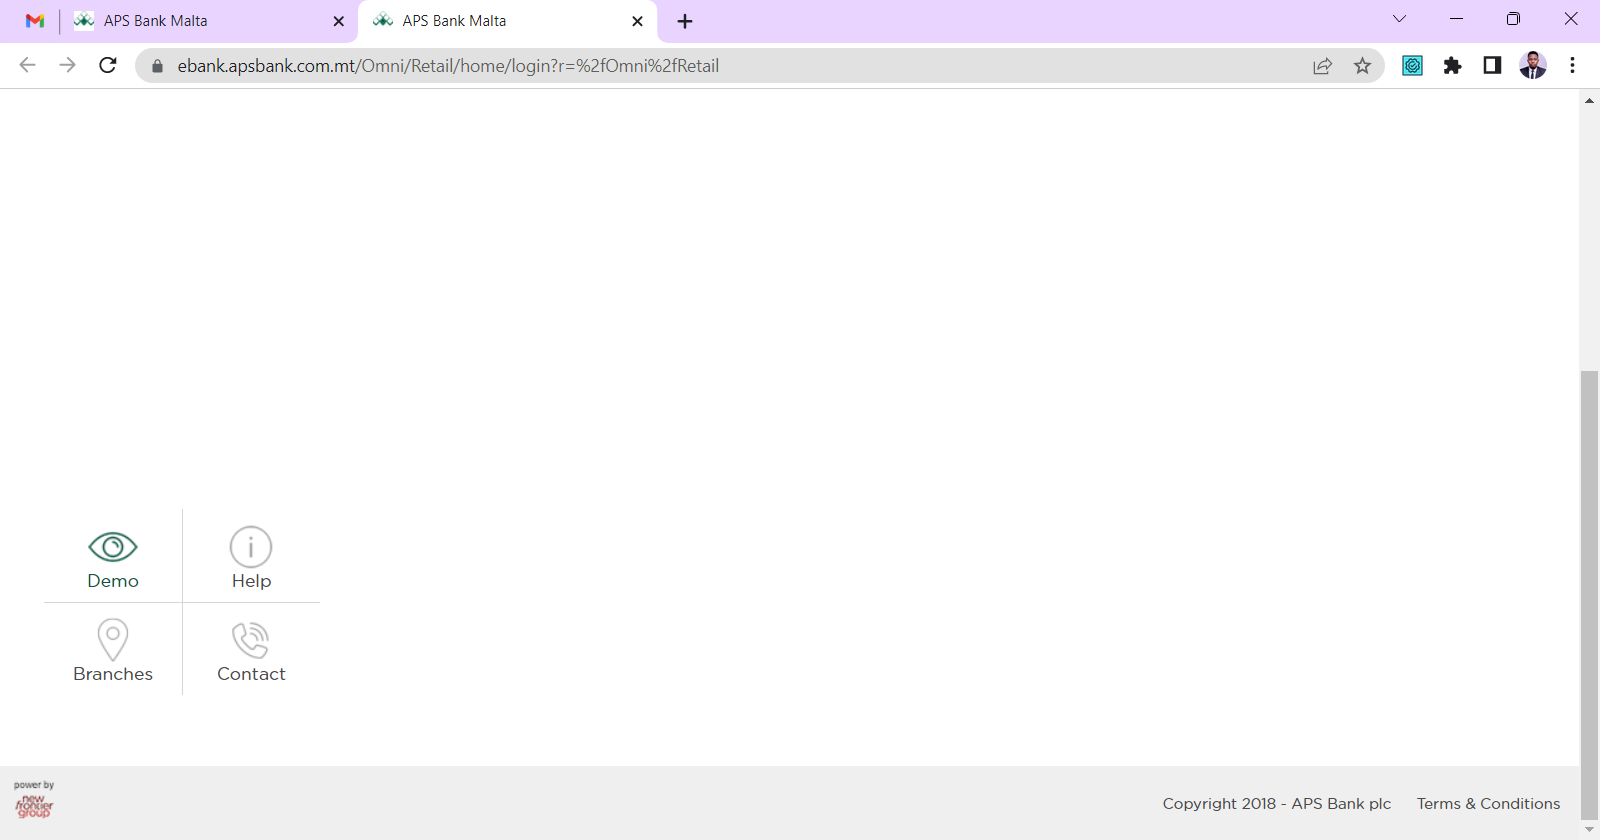 APS Bank Malta
APS Bank Malta
ebank.apsbank.com.mt/Omni/Retail/home/login?r=%2fOmni%2fRetail
Demo
Help
Branches
Contact
power by
new
frontier
group
Copyright 2018 - APS Bank plc
Terms & Conditions